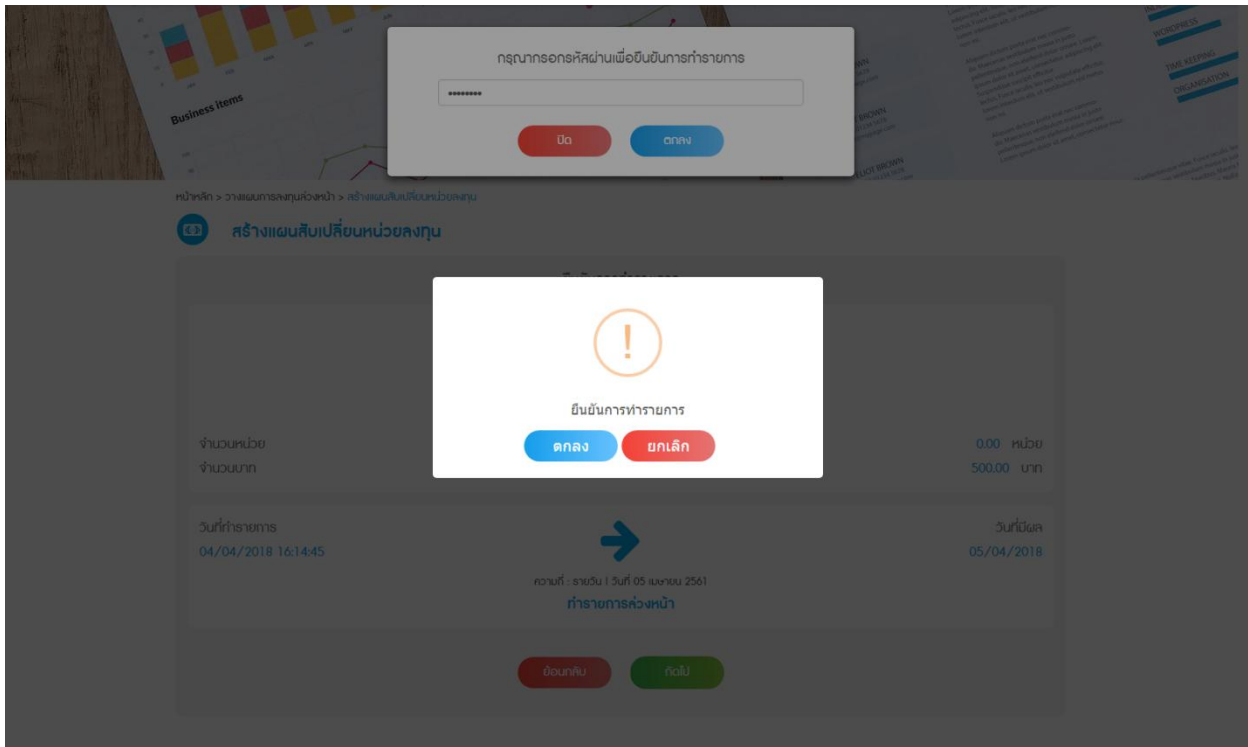 Business items
WORDPRESS
TIME KEEPING
ORGANISATION
กรุณากรอกรหัสผ่านเพื่อยืนยันการทำรายการ
••••••••
ปิด
ตกลง
หน้าหลัก > วางแผนการลงทุนล่วงหน้า > สร้างแผนสับเปลี่ยนหน่วยลงทุน
สร้างแผนสับเปลี่ยนหน่วยลงทุน
!
ยืนยันการทำรายการ
ตกลง
ยกเลิก
จำนวนหน่วย 0.00 หน่วย
จำนวนบาท 500.00 บาท
วันที่ทำรายการ วันที่มีผล
04/04/2018 16:14:45 05/04/2018
ความถี่ : รายวัน | วันที่ 05 เมษายน 2561
ทำรายการล่วงหน้า
ย้อนกลับ
ถัดไป